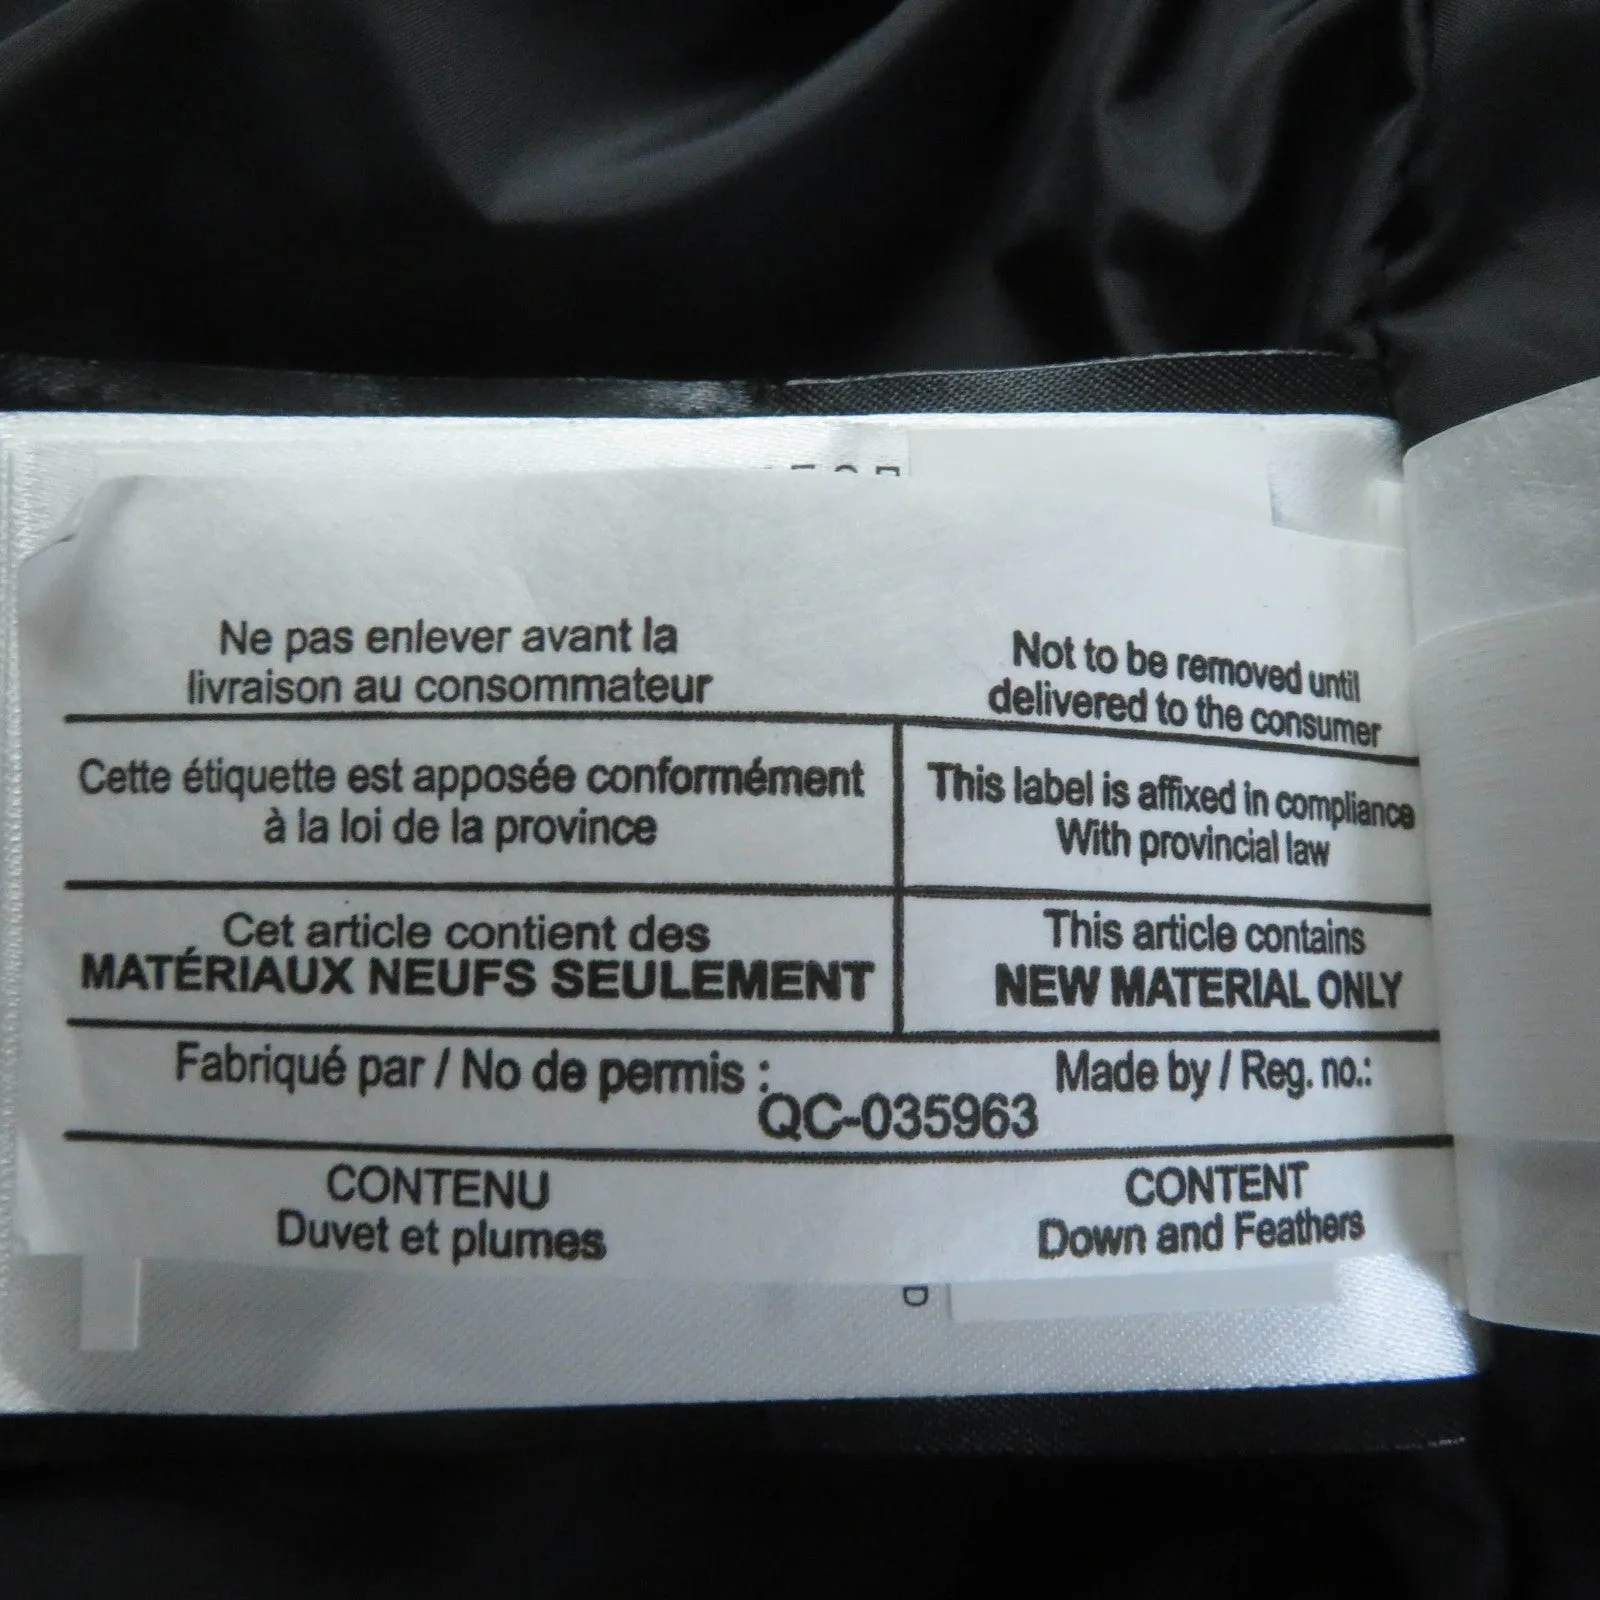 Ne pas enlever avant la
livraison au consommateur
Not to be removed until
delivered to the consumer
Cette étiquette est apposée conformément
à la loi de la province
This label is affixed in compliance
With provincial law
Cet article contient des
MATÉRIAUX NEUFS SEULEMENT
This article contains
NEW MATERIAL ONLY
Fabriqué par / No de permis :
Made by / Reg. no.:
QC-035963
CONTENU
Duvet et plumes
CONTENT
Down and Feathers
D